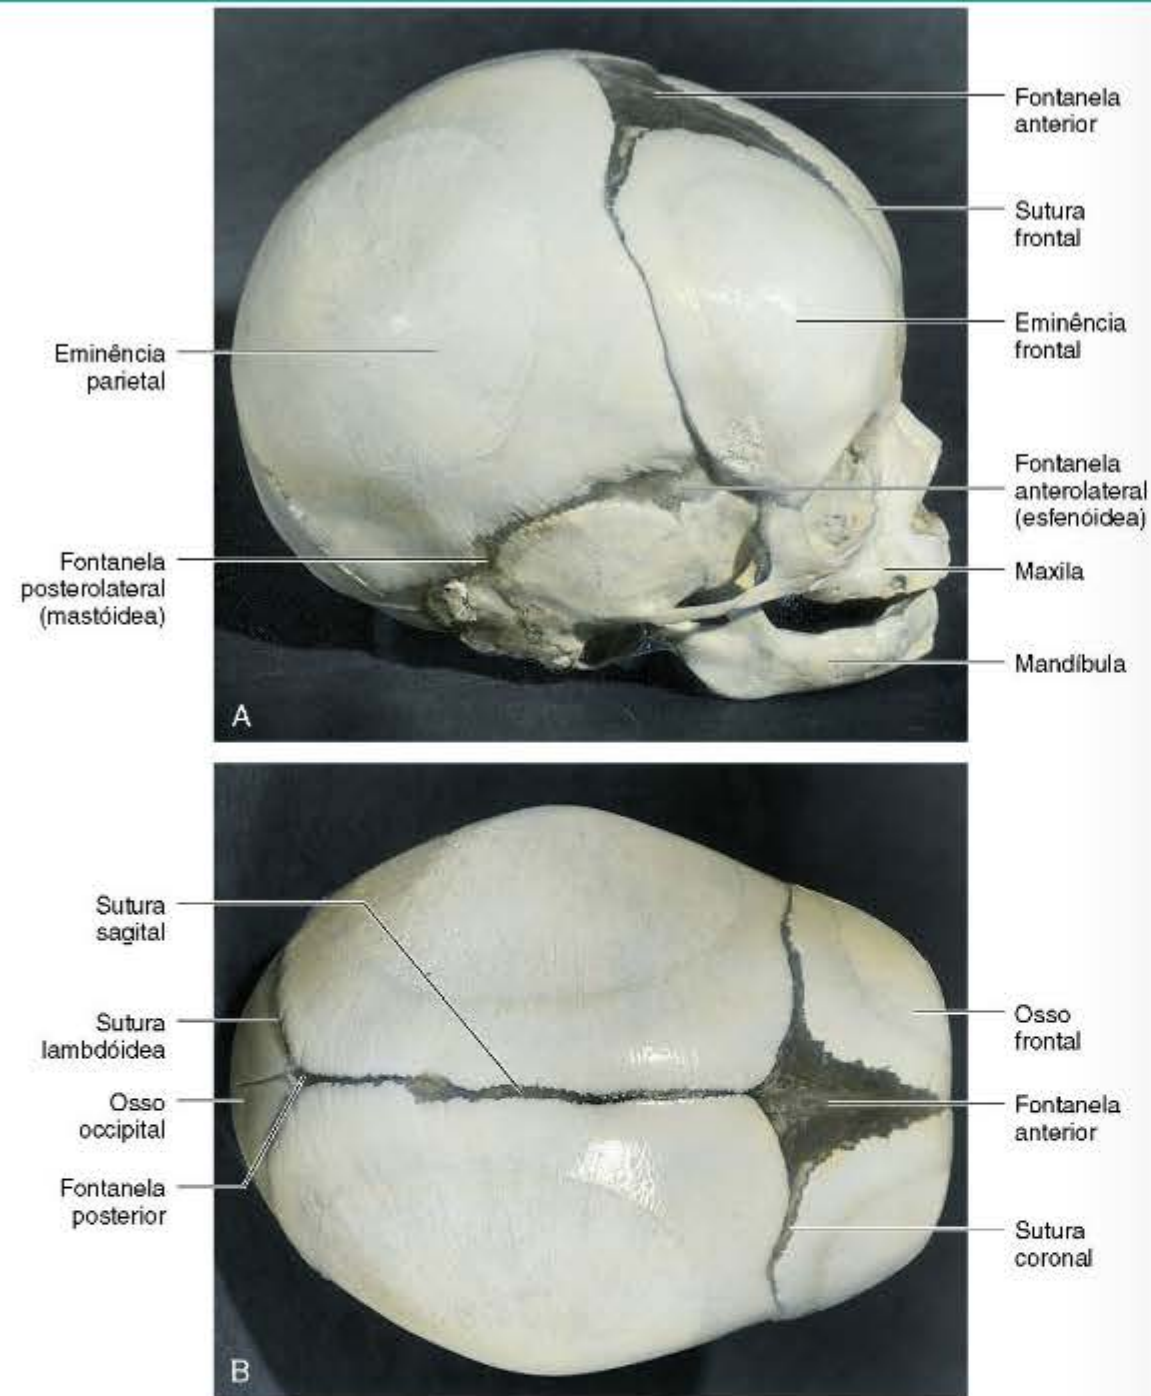 Fontanela
anterior
Sutura
frontal
Eminência
frontal
Eminência
parietal
Fontanela
anterolateral
(esfenóidea)
Fontanela
posterolateral
(mastóidea)
Maxila
Mandíbula
A
Sutura
sagital
Sutura
lambdóidea
Osso
frontal
Osso
occipital
Fontanela
anterior
Fontanela
posterior
Sutura
coronal
B